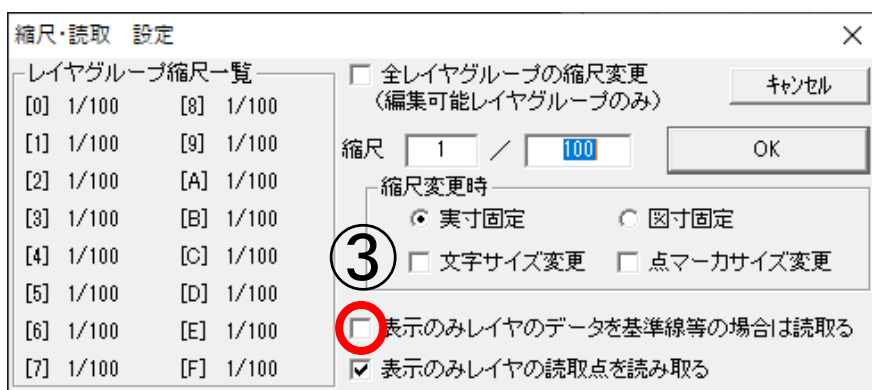 縮尺・読取 設定
レイヤグループ縮尺一覧
[0] 1/100 [8] 1/100
[1] 1/100 [9] 1/100
[2] 1/100 [A] 1/100
[3] 1/100 [B] 1/100
[4] 1/100 [C] 1/100
[5] 1/100 [D] 1/100
[6] 1/100 [E] 1/100
[7] 1/100 [F] 1/100
全レイヤグループの縮尺変更
(編集可能レイヤグループのみ)
キャンセル
縮尺 1 / 100
OK
縮尺変更時
実寸固定 図寸固定
③
文字サイズ変更 点マーカサイズ変更
表示のみレイヤのデータを基準線等の場合は読取る
表示のみレイヤの読取点を読み取る